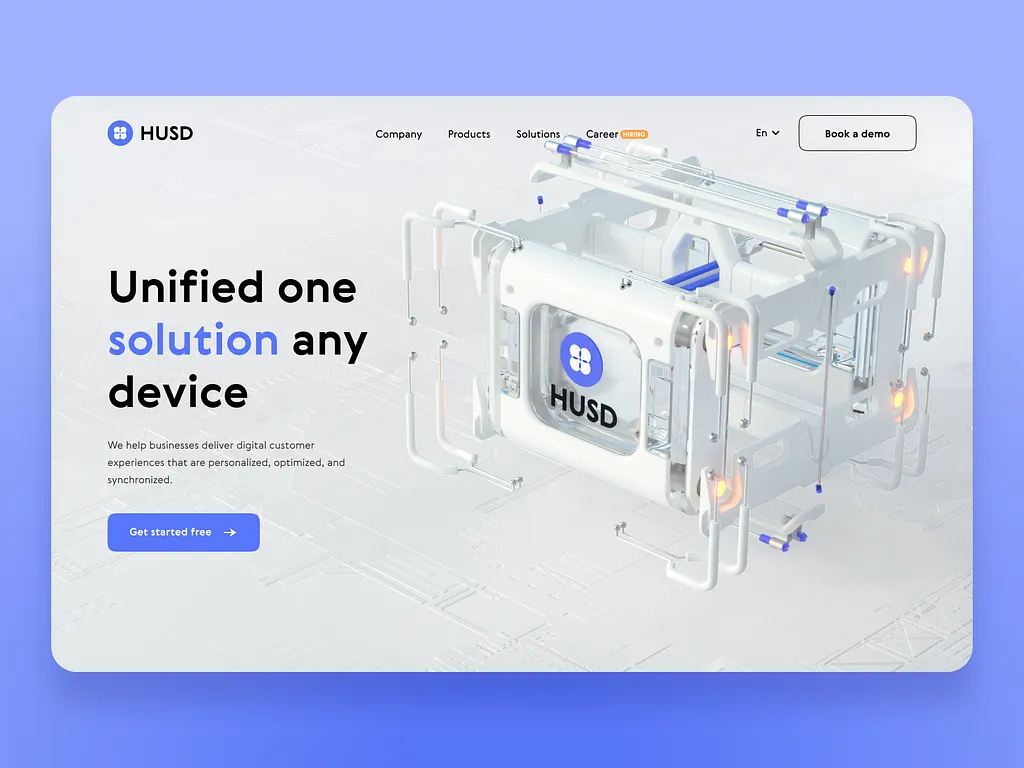 HUSD
Company Products Solutions Career HIRING
En Book a demo
Unified one
solution any
device
We help businesses deliver digital customer
experiences that are personalized, optimized, and
synchronized.
Get started free
HUSD